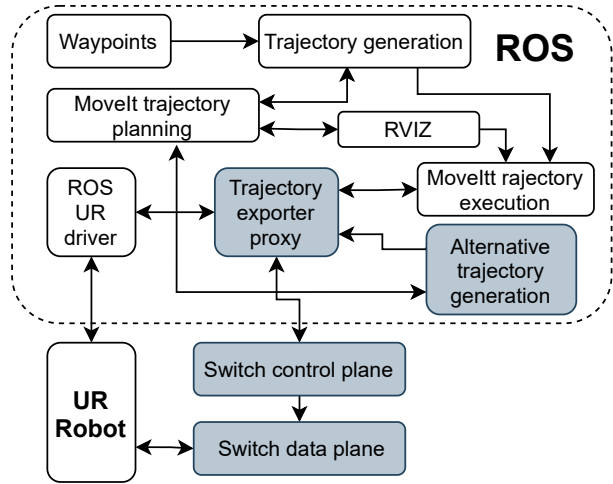 Waypoints
Trajectory generation
ROS
MoveIt trajectory
planning
RVIZ
ROS
UR
driver
Trajectory
exporter
proxy
MoveItt rajectory
execution
Alternative
trajectory
generation
UR
Robot
Switch control plane
Switch data plane